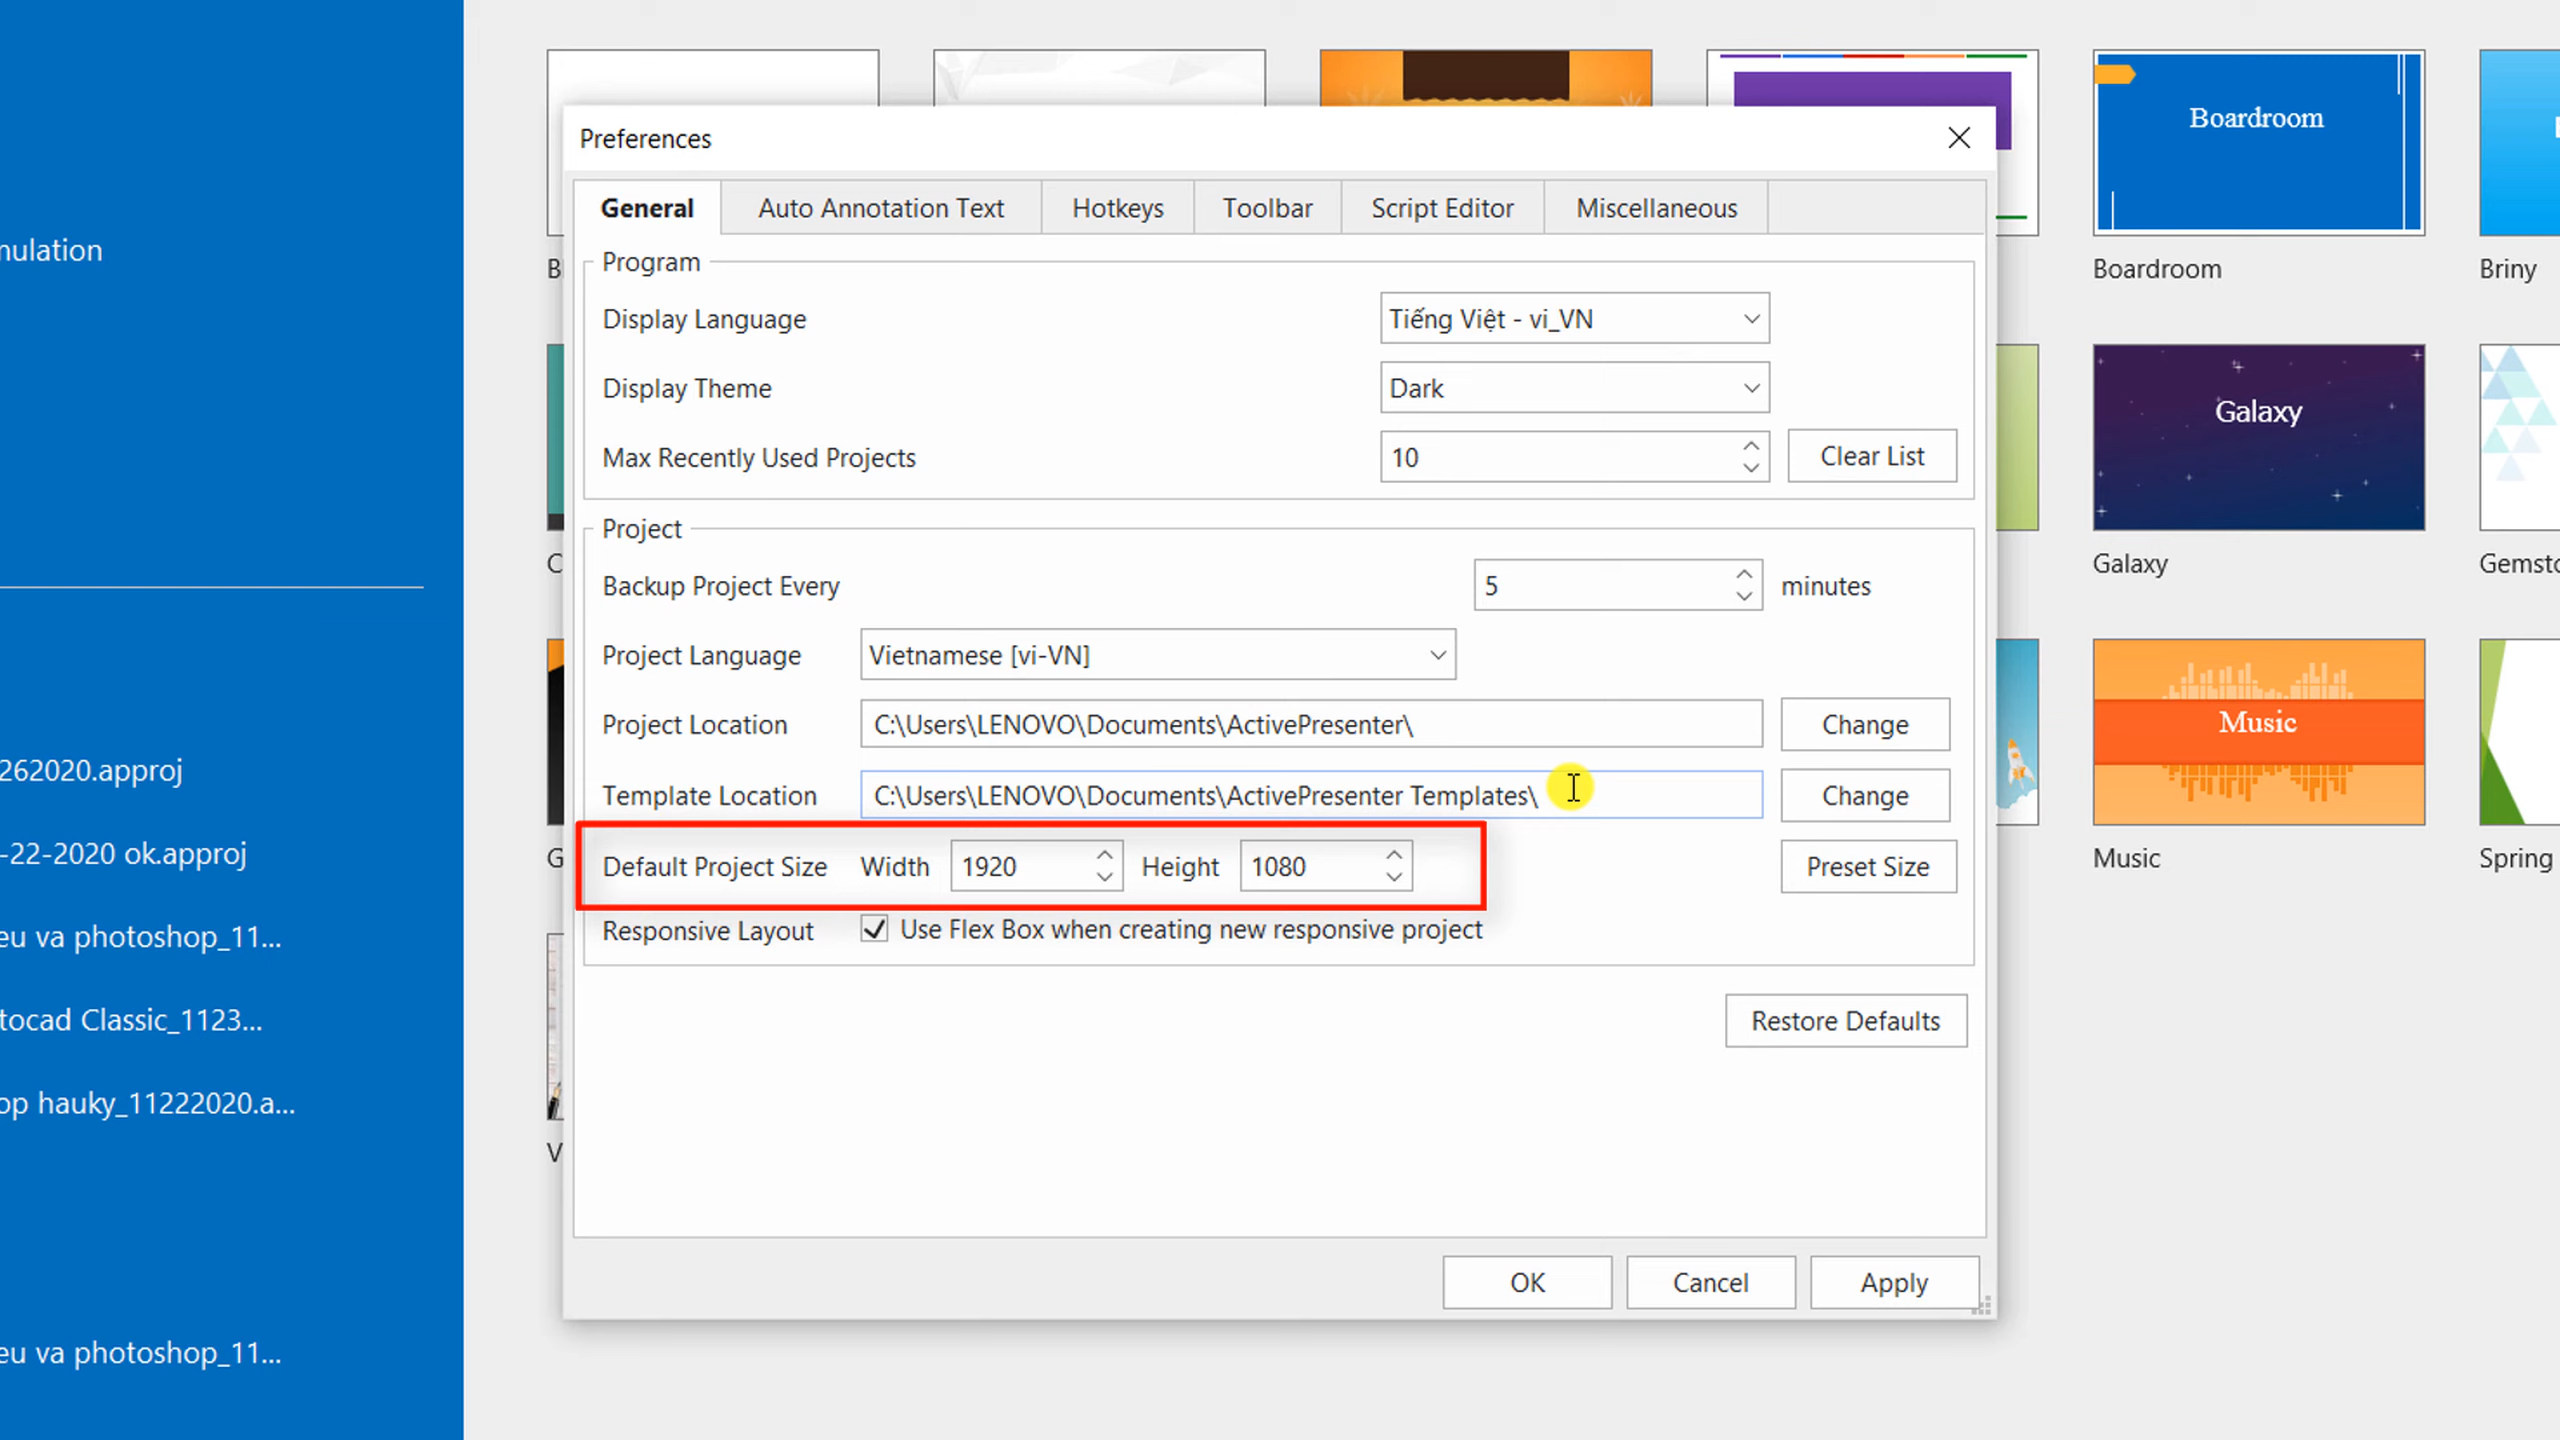 Preferences
General Auto Annotation Text Hotkeys Toolbar Script Editor Miscellaneous
Program
Display Language Tiếng Việt - vi_VN
Display Theme Dark
Max Recently Used Projects 10 Clear List
Project
Backup Project Every 5 minutes
Project Language Vietnamese [vi-VN]
Project Location C:\Users\LENOVO\Documents\ActivePresenter\ Change
Template Location C:\Users\LENOVO\Documents\ActivePresenter Templates\ Change
Default Project Size Width 1920 Height 1080 Preset Size
Responsive Layout Use Flex Box when creating new responsive project
Restore Defaults
OK Cancel Apply
mulation
262020.approj
-22-2020 ok.approj
eu va photoshop_11...
tocad Classic_1123...
op hauky_11222020.a...
eu va photoshop_11...
Boardroom
Boardroom
Briny
Galaxy
Galaxy
Gemsto
Music
Music
Spring
B
C
G
V